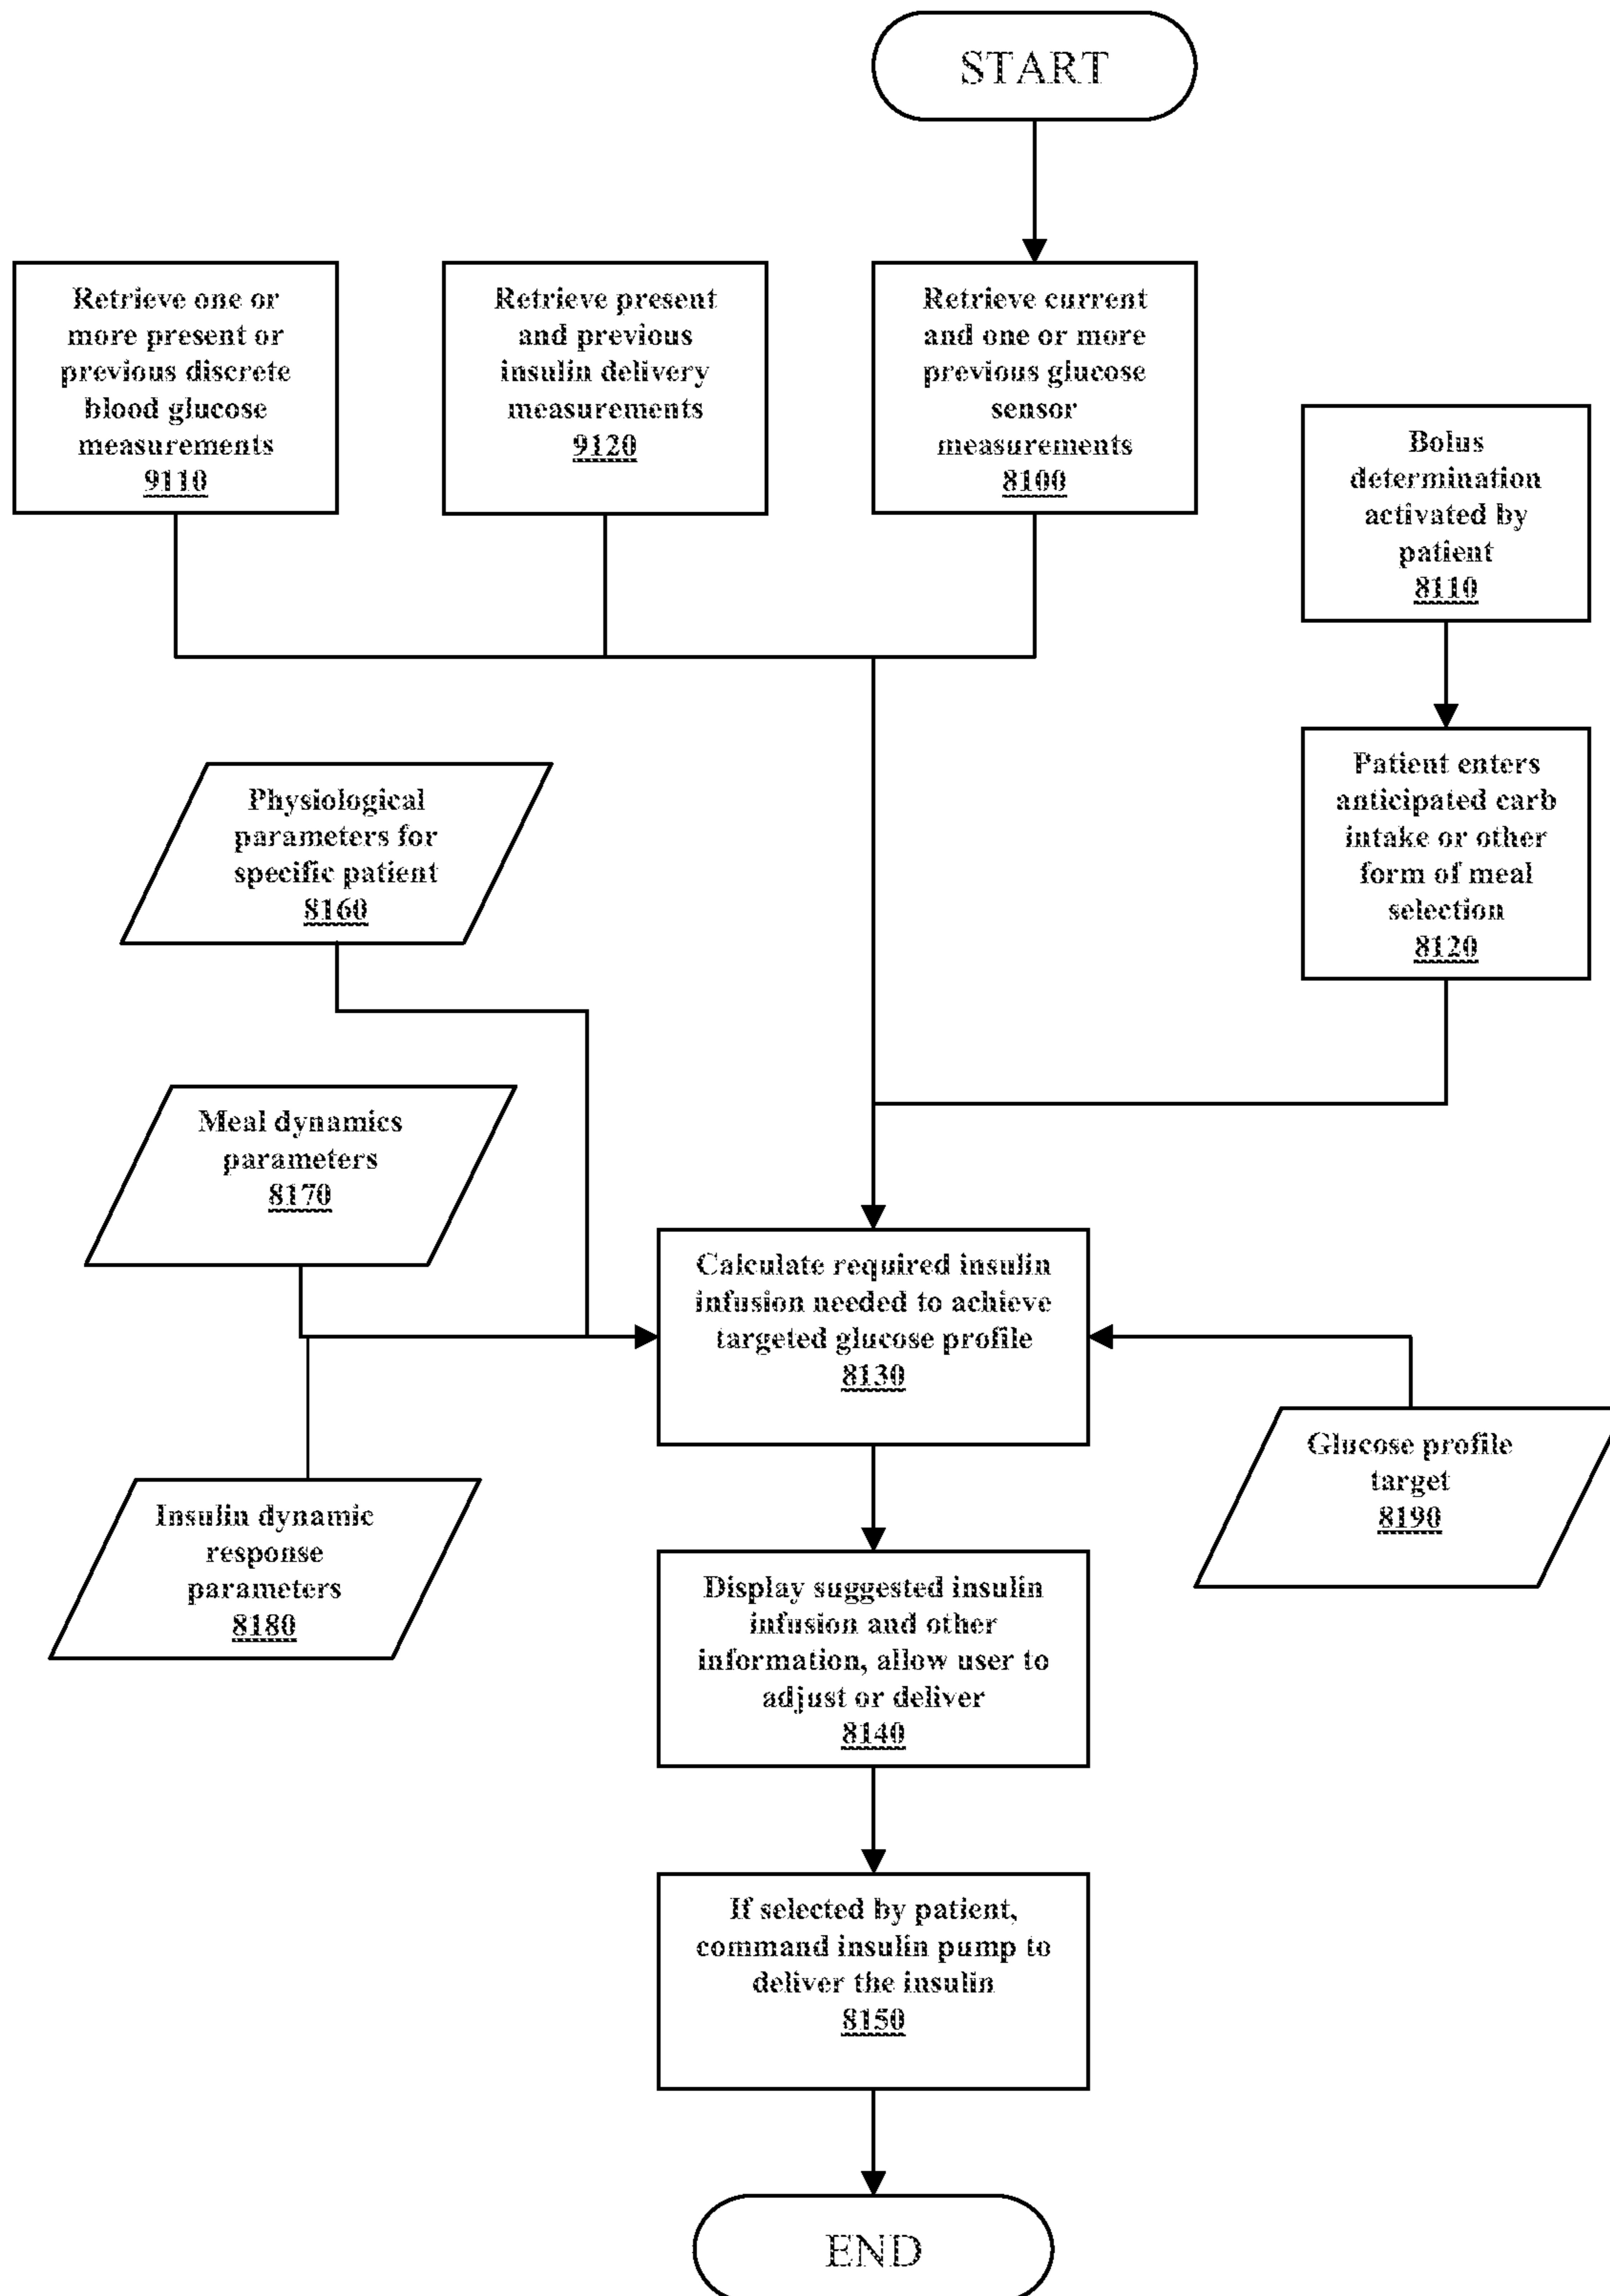 START
Retrieve one or
more present or
previous discrete
blood glucose
measurements
9110
Retrieve present
and previous
insulin delivery
measurements
9120
Retrieve current
and one or more
previous glucose
sensor
measurements
8100
Bolus
determination
activated by
patient
8110
Patient enters
anticipated carb
intake or other
form of meal
selection
8120
Physiological
parameters for
specific patient
8160
Meal dynamics
parameters
8170
Calculate required insulin
infusion needed to achieve
targeted glucose profile
8130
Glucose profile
target
8190
Insulin dynamic
response
parameters
8180
Display suggested insulin
infusion and other
information, allow user to
adjust or deliver
8140
If selected by patient,
command insulin pump to
deliver the insulin
8150
END